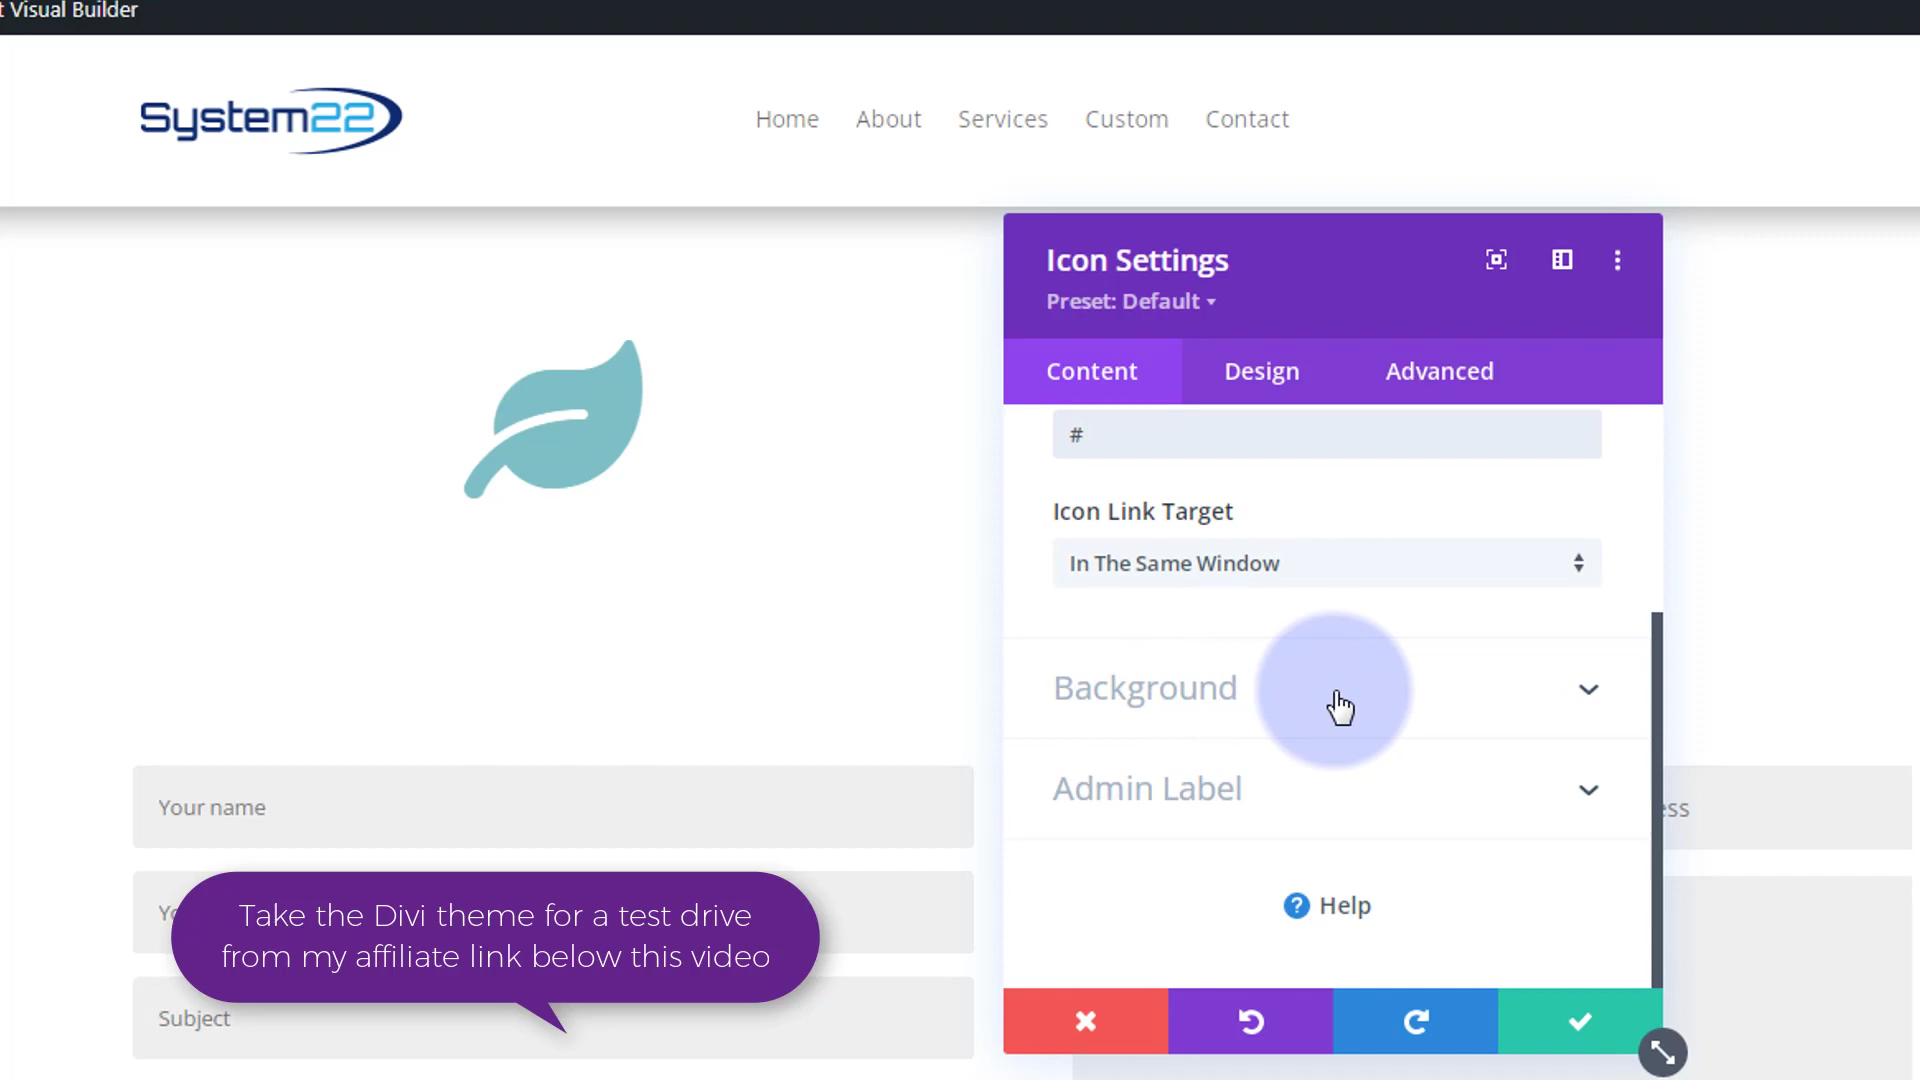 t Visual Builder
System22
Home About Services Custom Contact
Icon Settings
Preset: Default
Content Design Advanced
#
Icon Link Target
In The Same Window
Background
Admin Label
Help
Your name
Take the Divi theme for a test drive
from my affiliate link below this video
Subject